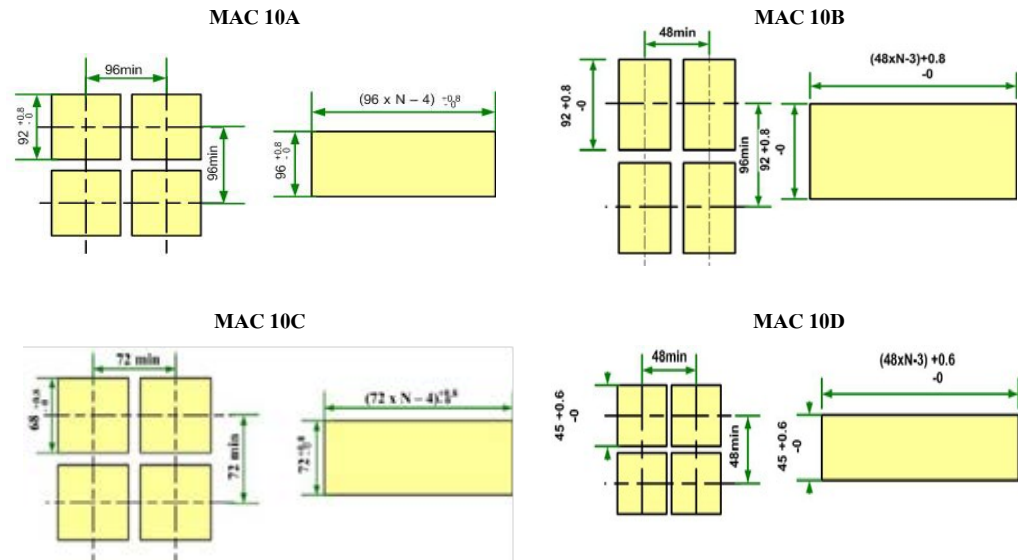 MAC 10A
96min
92 +0.8
- 0
96min
(96 x N – 4) +0.8
- 0
96 +0.8
- 0
MAC 10B
48min
92 +0.8
-0
96min
(48xN-3)+0.8
-0
92 +0.8
-0
MAC 10C
72 min
68 +0.8
-0
72 min
(72 x N – 4)+0.8
-0
72 +0.8
-0
MAC 10D
48min
45 +0.6
-0
48min
(48xN-3) +0.6
-0
45 +0.6
-0